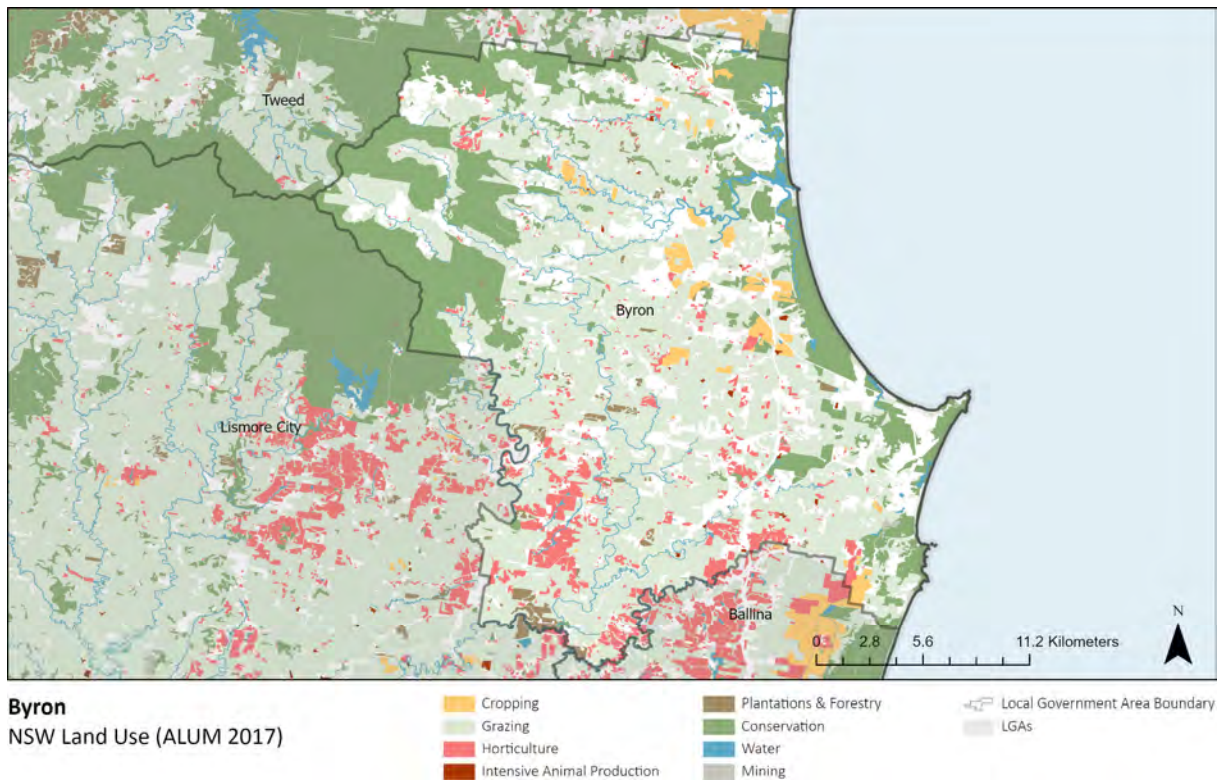 Tweed
Byron
Lismore City
Ballina
N
0 2.8 5.6 11.2 Kilometers
Byron
NSW Land Use (ALUM 2017)
Cropping
Grazing
Horticulture
Intensive Animal Production
Plantations & Forestry
Conservation
Water
Mining
Local Government Area Boundary
LGAs